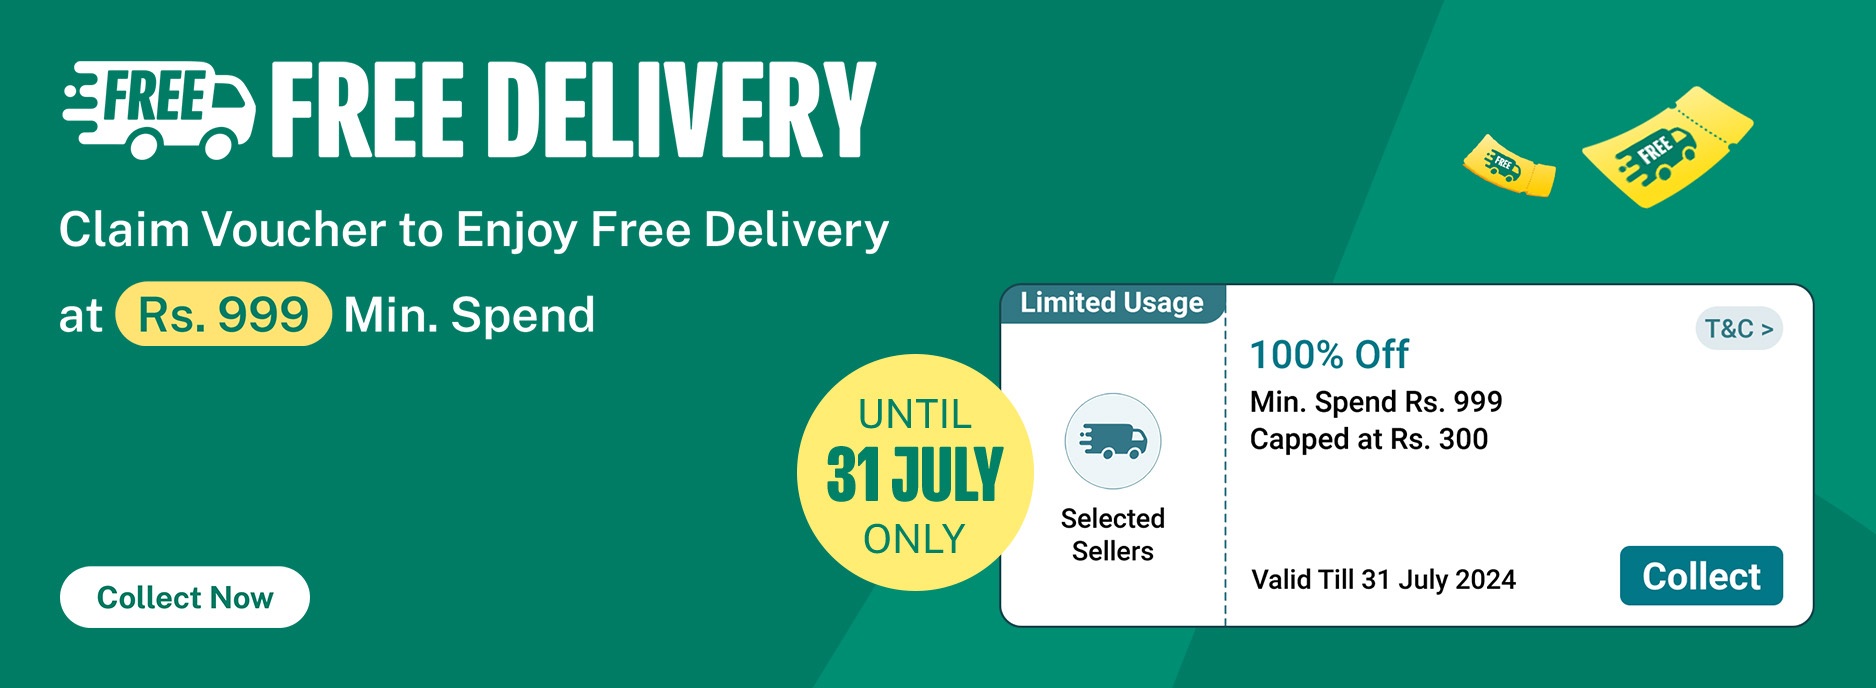 FREE FREE DELIVERY
Claim Voucher to Enjoy Free Delivery
at Rs. 999 Min. Spend
Collect Now
UNTIL
31 JULY
ONLY
FREE
FREE
Limited Usage
Selected
Sellers
T&C >
100% Off
Min. Spend Rs. 999
Capped at Rs. 300
Valid Till 31 July 2024
Collect